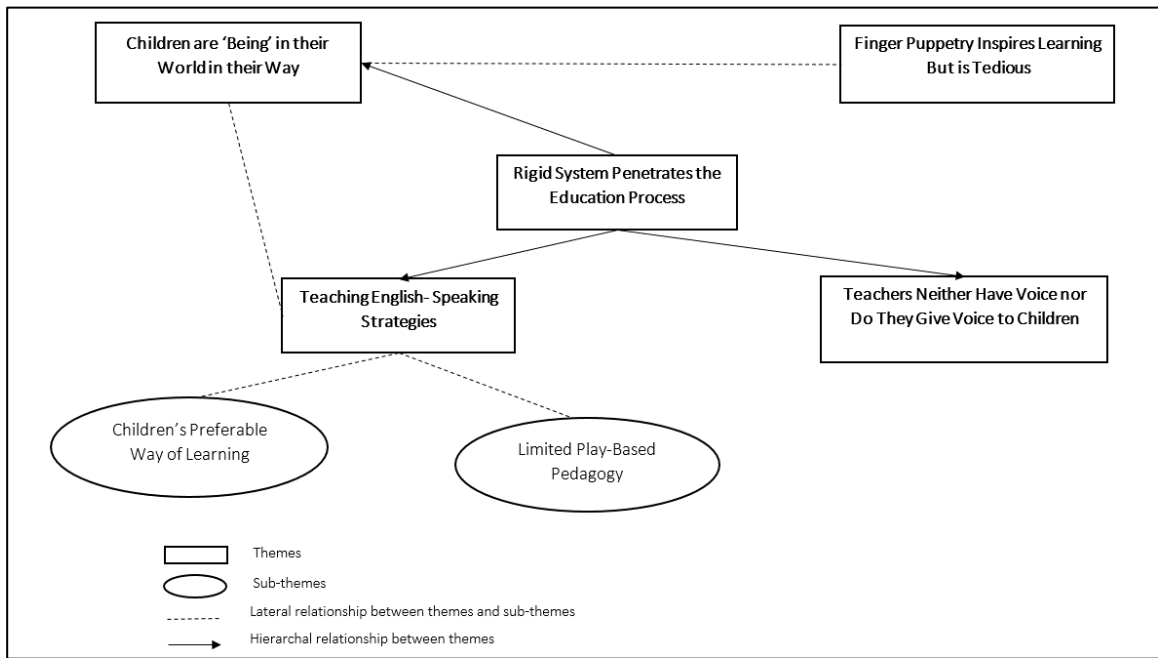 Children are ‘Being’ in their
World in their Way
Finger Puppetry Inspires Learning
But is Tedious
Rigid System Penetrates the
Education Process
Teaching English- Speaking
Strategies
Teachers Neither Have Voice nor
Do They Give Voice to Children
Children’s Preferable
Way of Learning
Limited Play-Based
Pedagogy
Themes
Sub-themes
Lateral relationship between themes and sub-themes
Hierarchal relationship between themes